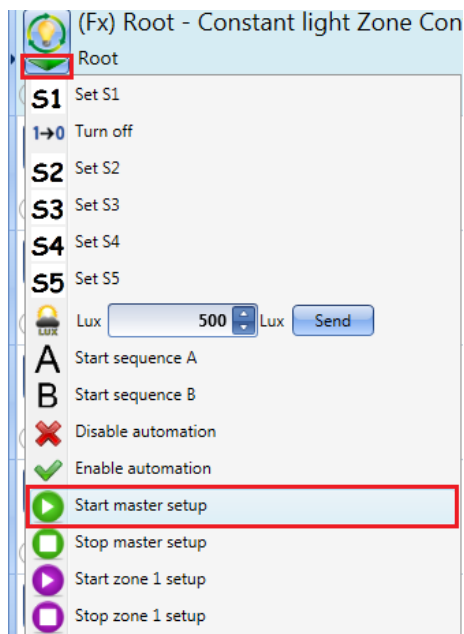 (Fx) Root - Constant light Zone Con
Root
S1 Set S1
1→0 Turn off
S2 Set S2
S3 Set S3
S4 Set S4
S5 Set S5
LUX Lux 500 Lux Send
A Start sequence A
B Start sequence B
Disable automation
Enable automation
Start master setup
Stop master setup
Start zone 1 setup
Stop zone 1 setup